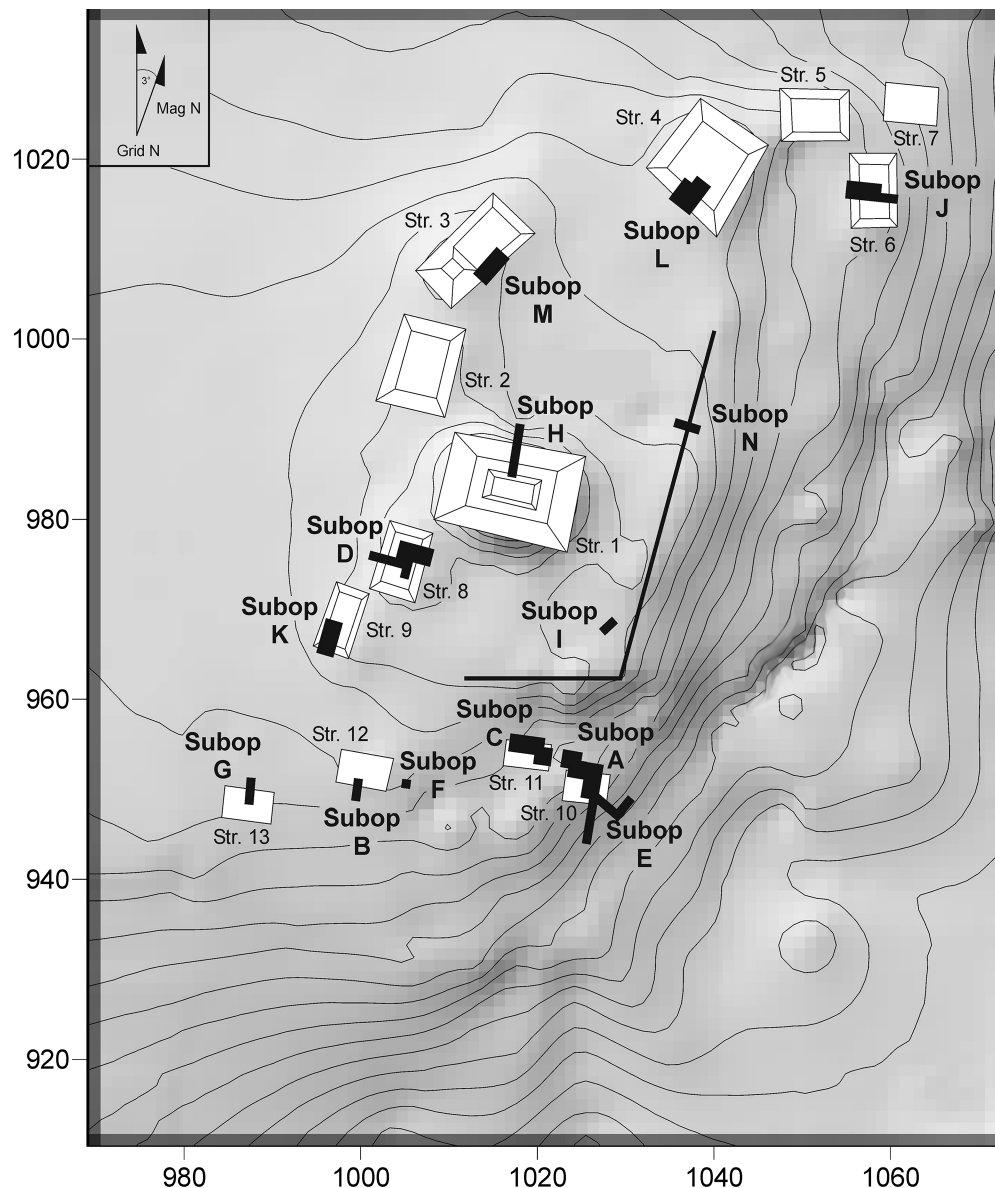 3°
Mag N
Grid N
Str. 5
Str. 4
Str. 7
1020
Subop
J
Str. 3
Subop
L
Str. 6
Subop
M
1000
Str. 2
Subop
H
Subop
N
980
Subop
D
Str. 1
Str. 8
Subop
K
Subop
I
Str. 9
960
Subop
C
Subop
A
Str. 12
Subop
G
Subop
F
Str. 11
Str. 10
Subop
B
Subop
E
Str. 13
940
920
980
1000
1020
1040
1060